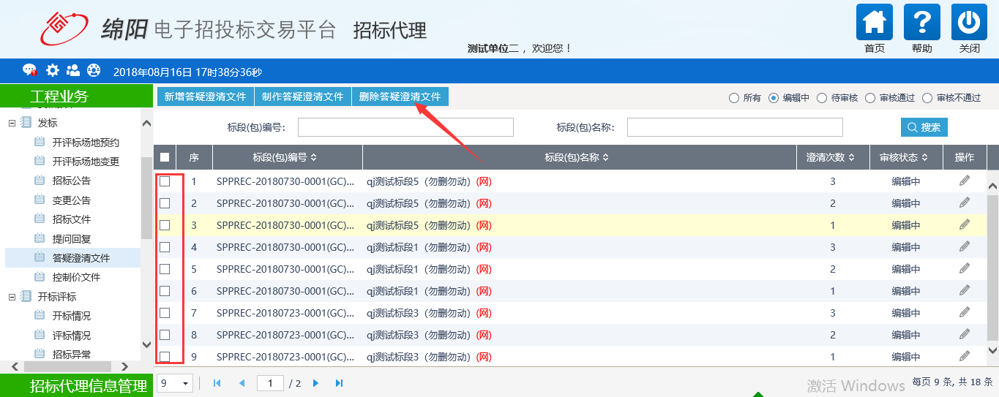 绵阳 电子招投标交易平台 招标代理
测试单位二 ，欢迎您！
首页 帮助 关闭
2018年08月16日 17时38分36秒
工程业务
发标
开评标场地预约
开评标场地变更
招标公告
变更公告
招标文件
提问回复
答疑澄清文件
控制价文件
开标评标
开标情况
评标情况
招标异常
招标代理信息管理
新增答疑澄清文件 制作答疑澄清文件 删除答疑澄清文件
所有 编辑中 待审核 审核通过 审核不通过
标段(包)编号： 标段(包)名称： 搜索
序 标段(包)编号 标段(包)名称 澄清次数 审核状态 操作
1 SPPREC-20180730-0001(GC)... qj测试标段5（勿删勿动）(网) 3 编辑中
2 SPPREC-20180730-0001(GC)... qj测试标段5（勿删勿动）(网) 2 编辑中
3 SPPREC-20180730-0001(GC)... qj测试标段5（勿删勿动）(网) 1 编辑中
4 SPPREC-20180730-0001(GC)... qj测试标段1（勿删勿动）(网) 3 编辑中
5 SPPREC-20180730-0001(GC)... qj测试标段1（勿删勿动）(网) 2 编辑中
6 SPPREC-20180730-0001(GC)... qj测试标段1（勿删勿动）(网) 1 编辑中
7 SPPREC-20180723-0001(GC)... qj测试标段3（勿删勿动）(网) 3 编辑中
8 SPPREC-20180723-0001(GC)... qj测试标段3（勿删勿动）(网) 2 编辑中
9 SPPREC-20180723-0001(GC)... qj测试标段3（勿删勿动）(网) 1 编辑中
9 1 / 2 激活 Windows 每页 9 条, 共 18 条